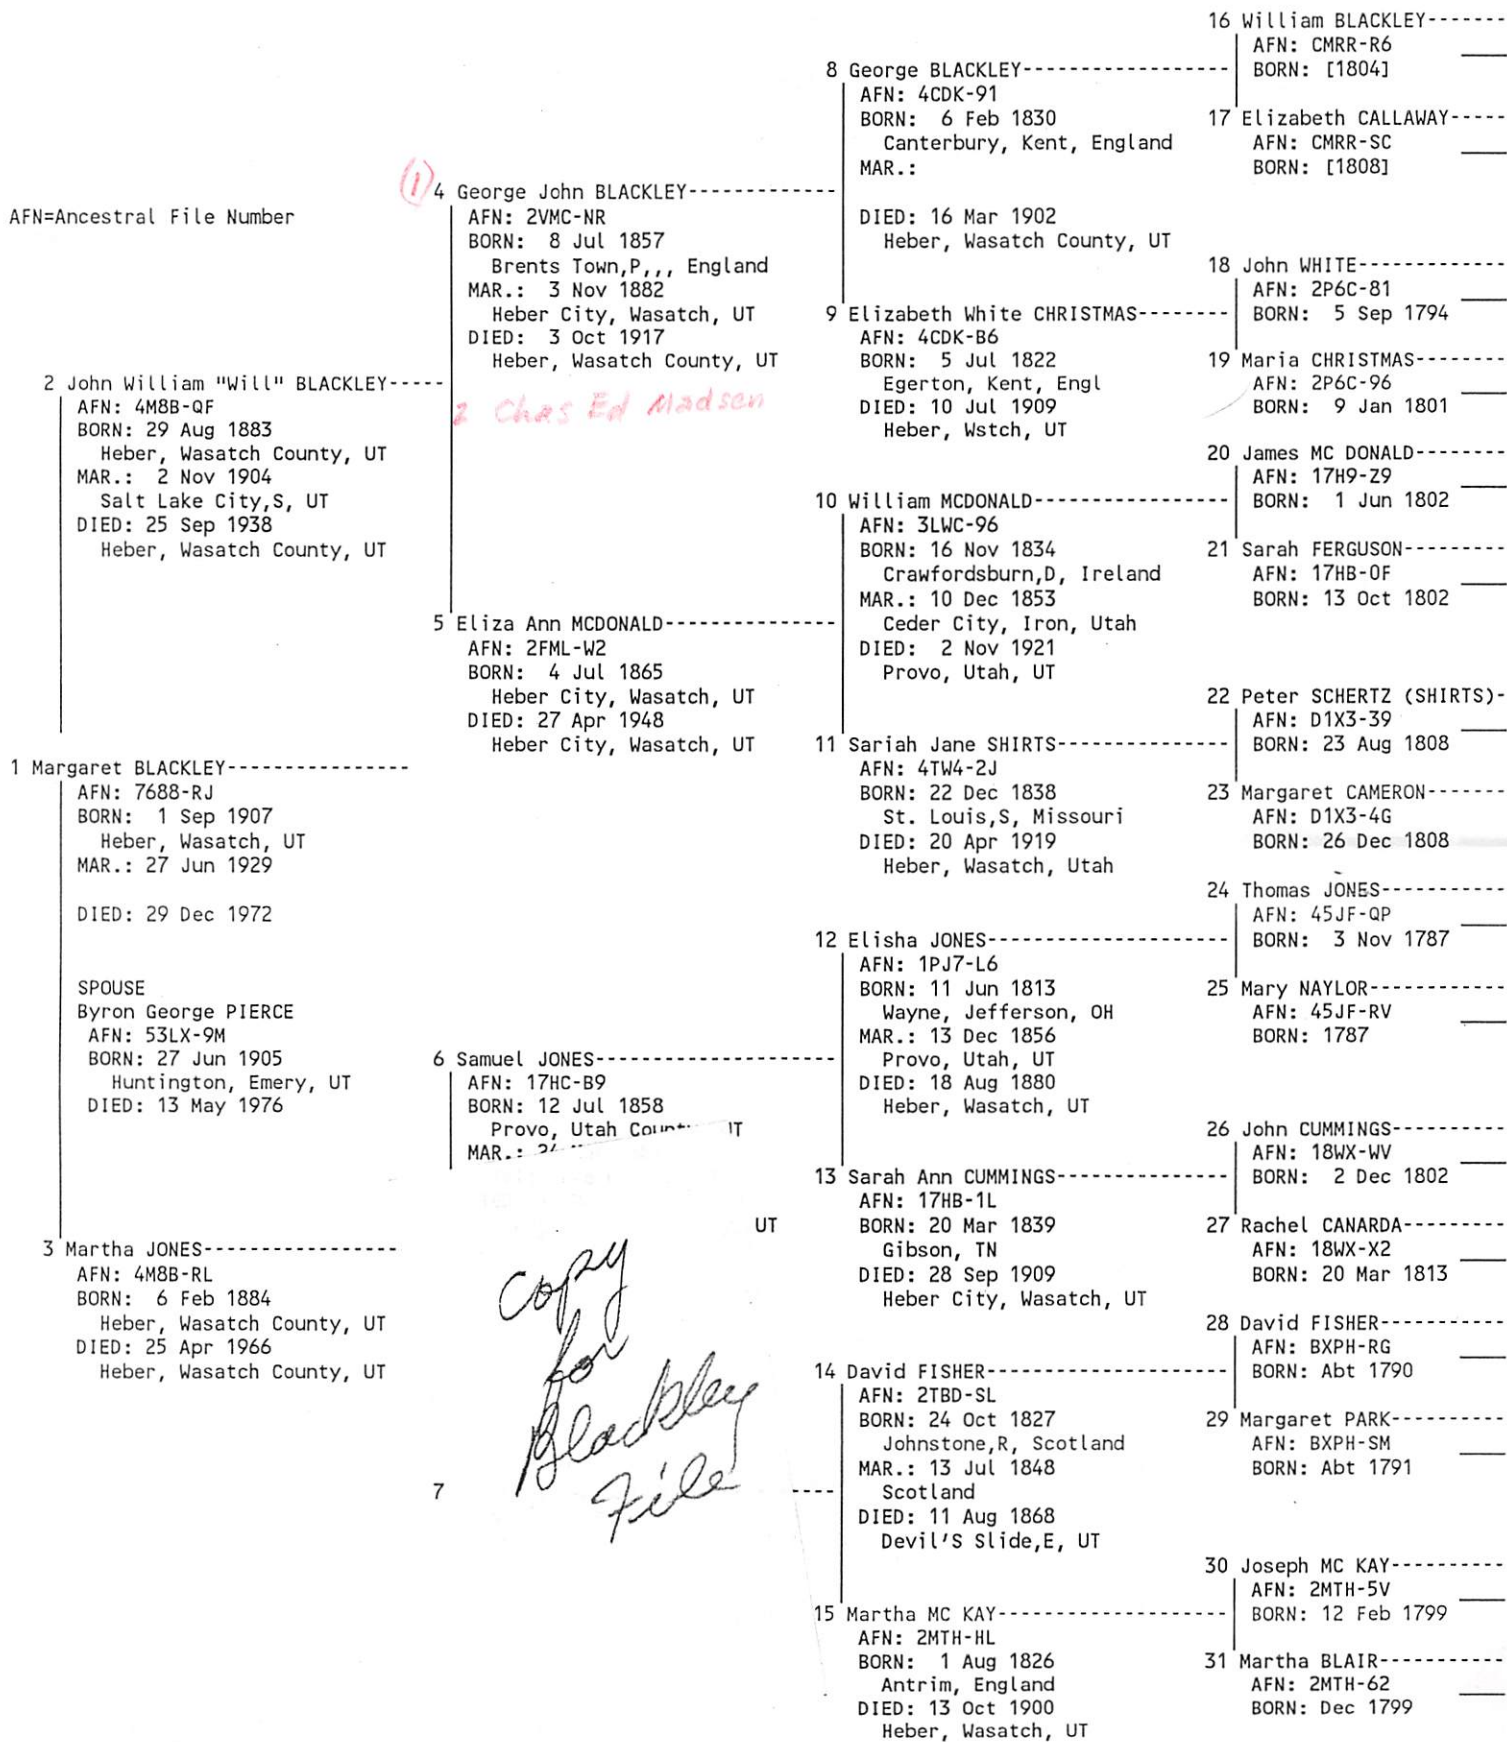 AFN=Ancestral File Number
1 Margaret BLACKLEY----------------
AFN: 7688-RJ
BORN: 1 Sep 1907
Heber, Wasatch, UT
MAR.: 27 Jun 1929
DIED: 29 Dec 1972
SPOUSE
Byron George PIERCE
AFN: 53LX-9M
BORN: 27 Jun 1905
Huntington, Emery, UT
DIED: 13 May 1976
2 John William "Will" BLACKLEY-----
AFN: 4M8B-QF
BORN: 29 Aug 1883
Heber, Wasatch County, UT
MAR.: 2 Nov 1904
Salt Lake City,S, UT
DIED: 25 Sep 1938
Heber, Wasatch County, UT
3 Martha JONES-----------------
AFN: 4M8B-RL
BORN: 6 Feb 1884
Heber, Wasatch County, UT
DIED: 25 Apr 1966
Heber, Wasatch County, UT
(1)
4 George John BLACKLEY-------------
AFN: 2VMC-NR
BORN: 8 Jul 1857
Brents Town,P,,, England
MAR.: 3 Nov 1882
Heber City, Wasatch, UT
DIED: 3 Oct 1917
Heber, Wasatch County, UT
2 Chas Ed Madsen
5 Eliza Ann MCDONALD---------------
AFN: 2FML-W2
BORN: 4 Jul 1865
Heber City, Wasatch, UT
DIED: 27 Apr 1948
Heber City, Wasatch, UT
6 Samuel JONES---------------------
AFN: 17HC-B9
BORN: 12 Jul 1858
Provo, Utah
MAR.:
UT
Copy
for
Blackley
File
7 ----
8 George BLACKLEY------------------
AFN: 4CDK-91
BORN: 6 Feb 1830
Canterbury, Kent, England
MAR.:
DIED: 16 Mar 1902
Heber, Wasatch County, UT
9 Elizabeth White CHRISTMAS--------
AFN: 4CDK-B6
BORN: 5 Jul 1822
Egerton, Kent, Engl
DIED: 10 Jul 1909
Heber, Wstch, UT
10 William MCDONALD-----------------
AFN: 3LWC-96
BORN: 16 Nov 1834
Crawfordsburn,D, Ireland
MAR.: 10 Dec 1853
Ceder City, Iron, Utah
DIED: 2 Nov 1921
Provo, Utah, UT
11 Sariah Jane SHIRTS---------------
AFN: 4TW4-2J
BORN: 22 Dec 1838
St. Louis,S, Missouri
DIED: 20 Apr 1919
Heber, Wasatch, Utah
12 Elisha JONES---------------------
AFN: 1PJ7-L6
BORN: 11 Jun 1813
Wayne, Jefferson, OH
MAR.: 13 Dec 1856
Provo, Utah, UT
DIED: 18 Aug 1880
Heber, Wasatch, UT
13 Sarah Ann CUMMINGS---------------
AFN: 17HB-1L
BORN: 20 Mar 1839
Gibson, TN
DIED: 28 Sep 1909
Heber City, Wasatch, UT
14 David FISHER---------------------
AFN: 2TBD-SL
BORN: 24 Oct 1827
Johnstone,R, Scotland
MAR.: 13 Jul 1848
Scotland
DIED: 11 Aug 1868
Devil'S Slide,E, UT
15 Martha MC KAY--------------------
AFN: 2MTH-HL
BORN: 1 Aug 1826
Antrim, England
DIED: 13 Oct 1900
Heber, Wasatch, UT
16 William BLACKLEY-------
AFN: CMRR-R6
BORN: [1804]
17 Elizabeth CALLAWAY-----
AFN: CMRR-SC
BORN: [1808]
18 John WHITE-------------
AFN: 2P6C-81
BORN: 5 Sep 1794
19 Maria CHRISTMAS--------
AFN: 2P6C-96
BORN: 9 Jan 1801
20 James MC DONALD--------
AFN: 17H9-Z9
BORN: 1 Jun 1802
21 Sarah FERGUSON---------
AFN: 17HB-0F
BORN: 13 Oct 1802
22 Peter SCHERTZ (SHIRTS)-
AFN: D1X3-39
BORN: 23 Aug 1808
23 Margaret CAMERON-------
AFN: D1X3-4G
BORN: 26 Dec 1808
24 Thomas JONES-----------
AFN: 45JF-QP
BORN: 3 Nov 1787
25 Mary NAYLOR------------
AFN: 45JF-RV
BORN: 1787
26 John CUMMINGS----------
AFN: 18WX-WV
BORN: 2 Dec 1802
27 Rachel CANARDA---------
AFN: 18WX-X2
BORN: 20 Mar 1813
28 David FISHER-----------
AFN: BXPH-RG
BORN: Abt 1790
29 Margaret PARK----------
AFN: BXPH-SM
BORN: Abt 1791
30 Joseph MC KAY----------
AFN: 2MTH-5V
BORN: 12 Feb 1799
31 Martha BLAIR-----------
AFN: 2MTH-62
BORN: Dec 1799